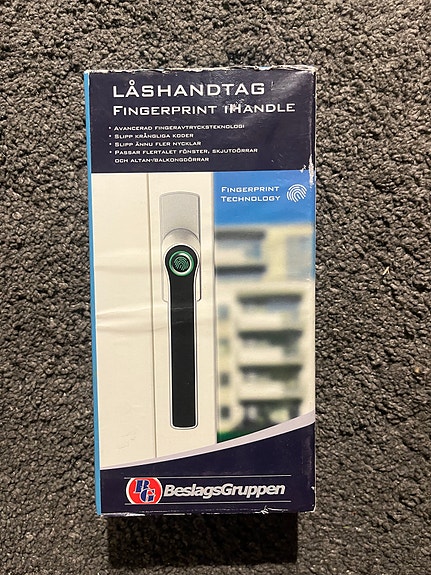 LÅSHANDTAG
FINGERPRINT IHANDLE
• AVANCERAD FINGERAVTRYCKSTEKNOLOGI
• SLIPP KRÅNGLIGA KODER
• SLIPP ÄNNU FLER NYCKLAR
• PASSAR FLERTALET FÖNSTER, SKJUTDÖRRAR
OCH ALTAN-/BALKONGDÖRRAR
FINGERPRINT
TECHNOLOGY
BG BeslagsGruppen